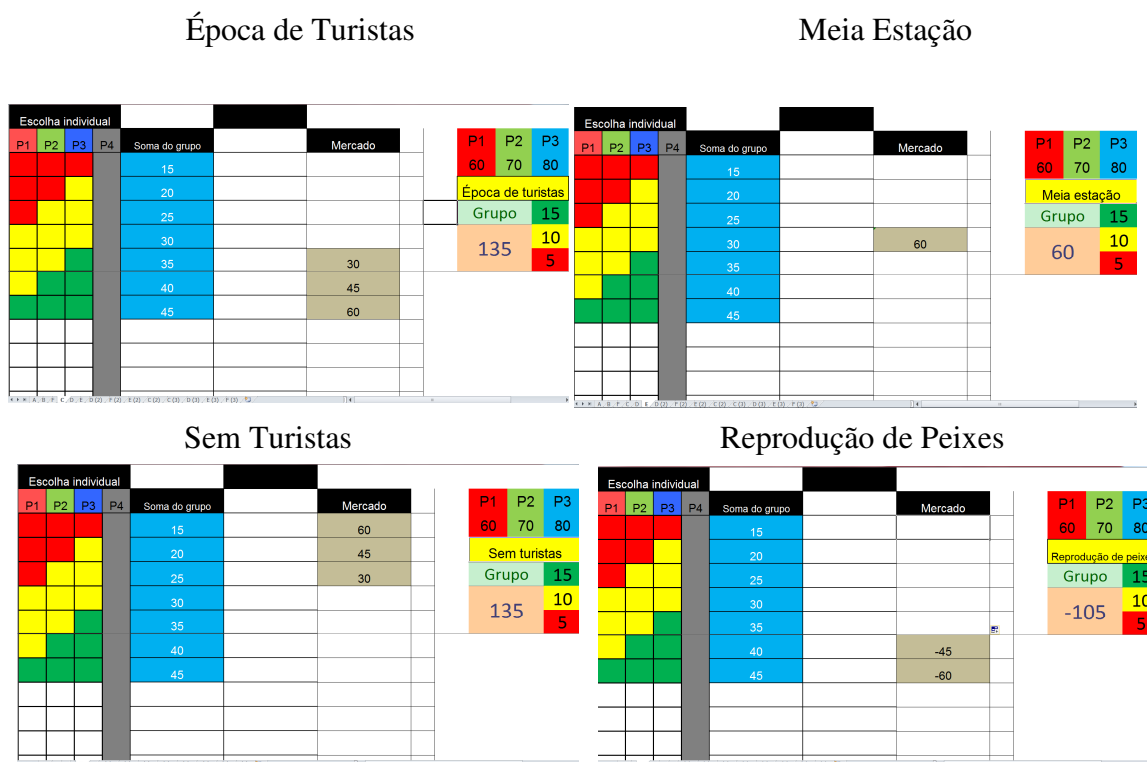 Época de Turistas
Meia Estação
Escolha individual
P1 P2 P3 P4 Soma do grupo Mercado
15
20
25
30
35 30
40 45
45 60
P1 P2 P3
60 70 80
Época de turistas
Grupo 15
135 10
5
Escolha individual
P1 P2 P3 P4 Soma do grupo Mercado
15
20
25
30 60
35
40
45
P1 P2 P3
60 70 80
Meia estação
Grupo 15
60 10
5
Sem Turistas
Reprodução de Peixes
Escolha individual
P1 P2 P3 P4 Soma do grupo Mercado
15 60
20 45
25 30
30
35
40
45
P1 P2 P3
60 70 80
Sem turistas
Grupo 15
135 10
5
Escolha individual
P1 P2 P3 P4 Soma do grupo Mercado
15
20
25
30
35
40 -45
45 -60
P1 P2 P3
60 70 80
Reprodução de peixe
Grupo 15
-105 10
5